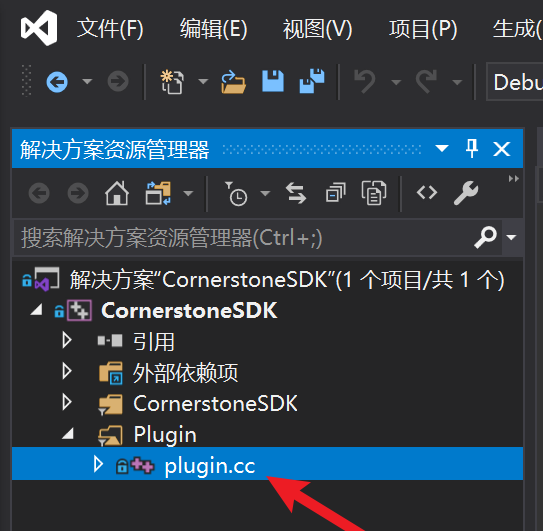 文件(F) 编辑(E) 视图(V) 项目(P) 生成(
Debu
解决方案资源管理器
搜索解决方案资源管理器(Ctrl+;)
解决方案"CornerstoneSDK"(1 个项目/共 1 个)
CornerstoneSDK
引用
外部依赖项
CornerstoneSDK
Plugin
plugin.cc